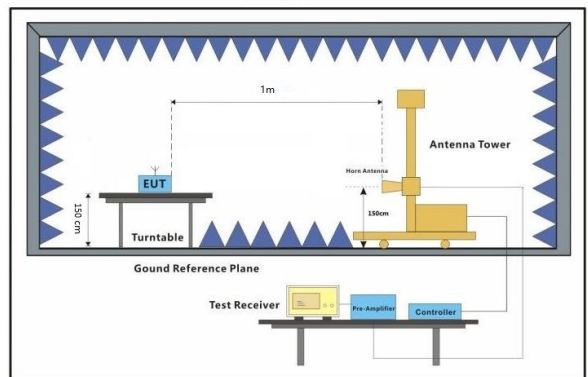 1m
Antenna Tower
Horn Antenna
EUT
150 cm
150cm
Turntable
Gound Reference Plane
Test Receiver
Pre-Amplifier
Controller